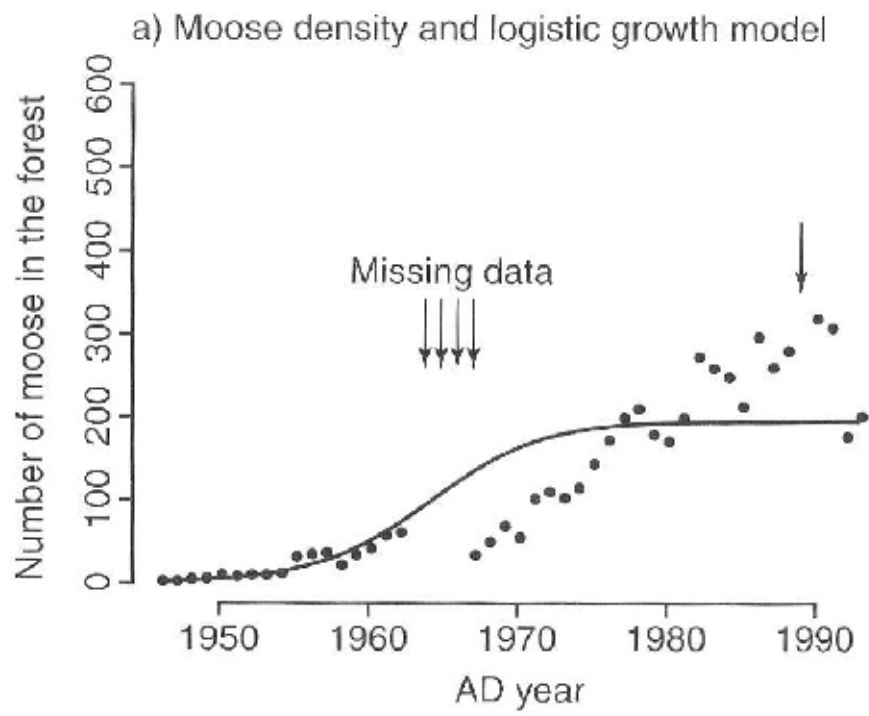 a) Moose density and logistic growth model
Number of moose in the forest
600
500
400
300
200
100
0
Missing data
1950 1960 1970 1980 1990
AD year